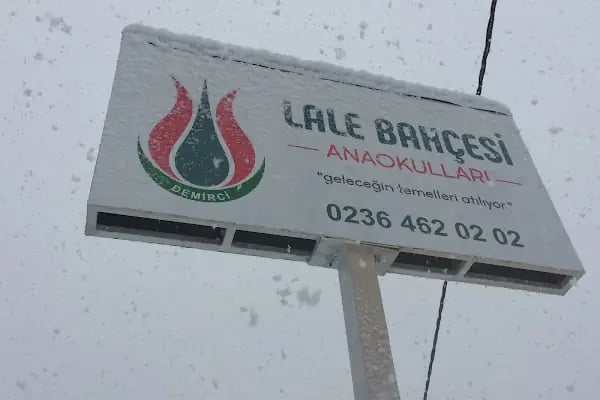 LALE BAHÇESİ
ANAOKULLARI
"geleceğin temelleri atılıyor"
0236 462 02 02
DEMİRCİ